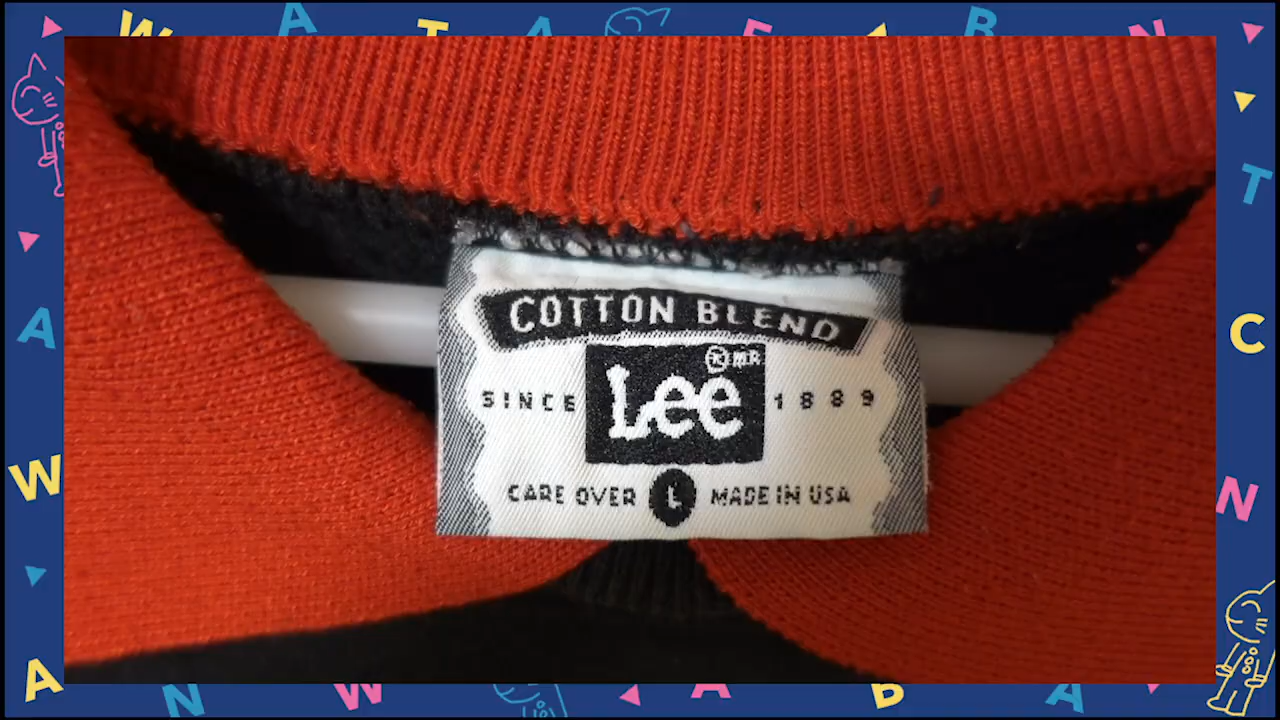 COTTON BLEND
Lee ® MR
SINCE 1889
CARE OVER L MADE IN USA
W A T A F B N
T
A C
W N
A N W A B A